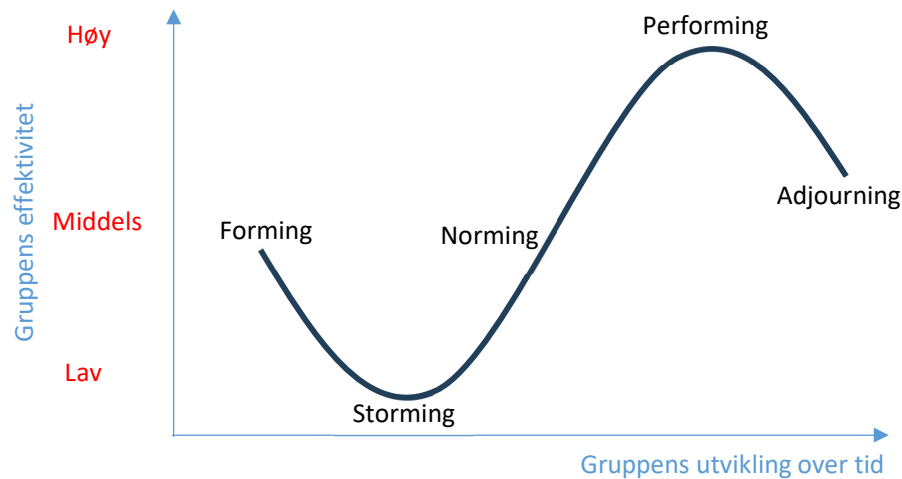 Høy
Performing
Gruppens effektivitet
Middels
Forming
Norming
Adjourning
Lav
Storming
Gruppens utvikling over tid